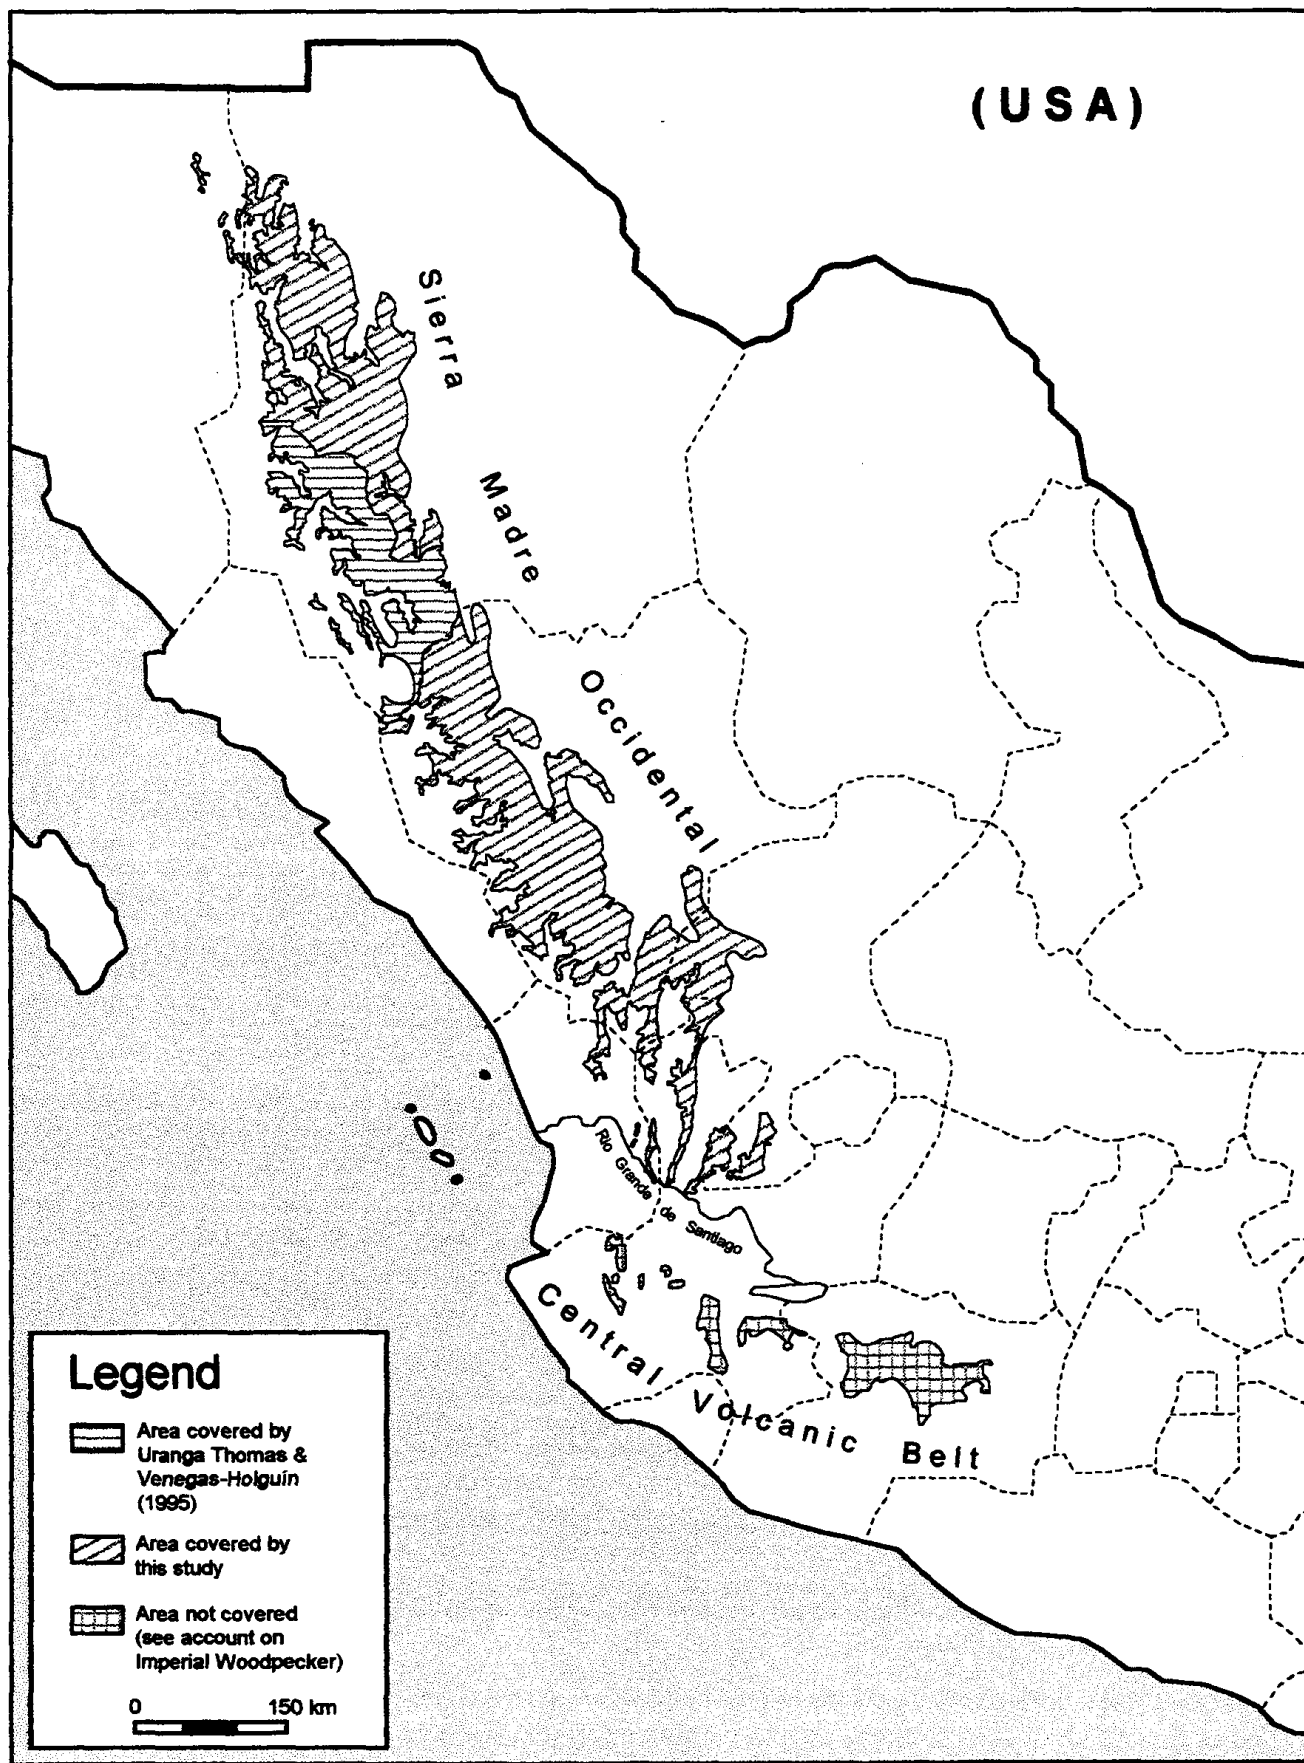 (USA)
Sierra
Madre
Occidental
Rio Grande de Santiago
Central Volcanic Belt
Legend
Area covered by
Uranga Thomas &
Venegas-Holguín
(1995)
Area covered by
this study
Area not covered
(see account on
Imperial Woodpecker)
0 150 km